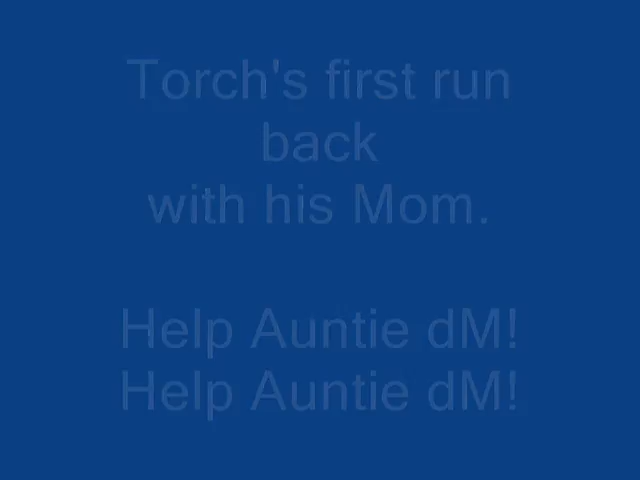 Torch's first run
back
with his Mom.
Help Auntie dM!
Help Auntie dM!